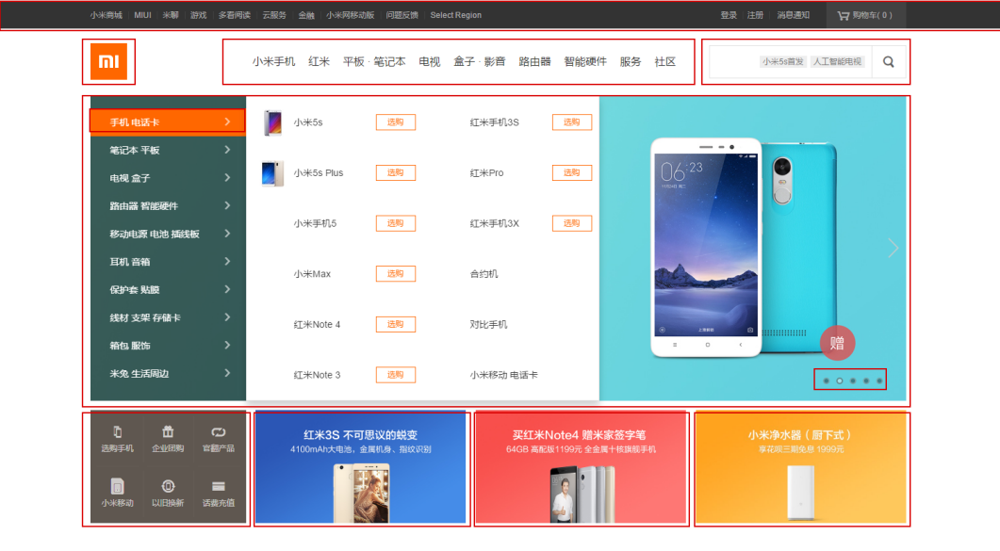 小米商城 | MIUI | 米聊 | 游戏 | 多看阅读 | 云服务 | 金融 | 小米网移动版 | 问题反馈 | Select Region
登录 | 注册 | 消息通知 购物车( 0 )
小米手机 红米 平板 · 笔记本 电视 盒子 · 影音 路由器 智能硬件 服务 社区
小米5s首发 人工智能电视
手机 电话卡
笔记本 平板
电视 盒子
路由器 智能硬件
移动电源 电池 插线板
耳机 音箱
保护套 贴膜
线材 支架 存储卡
箱包 服饰
米兔 生活周边
小米5s 选购 红米手机3S 选购
小米5s Plus 选购 红米Pro 选购
小米手机5 选购 红米手机3X 选购
小米Max 选购 合约机
红米Note 4 选购 对比手机
红米Note 3 选购 小米移动 电话卡
06:23
赠
选购手机 企业团购 官翻产品
小米移动 以旧换新 话费充值
红米3S 不可思议的蜕变
4100mAh大电池，金属机身、指纹识别
买红米Note4 赠米家签字笔
64GB 高配版1199元 全金属十核旗舰手机
小米净水器（厨下式）
享花呗三期免息 1999元